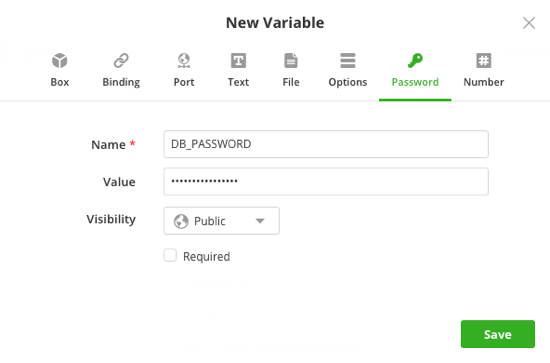 New Variable
Box Binding Port Text File Options Password Number
Name *
DB_PASSWORD
Value
••••••••••••••••
Visibility
Public
Required
Save